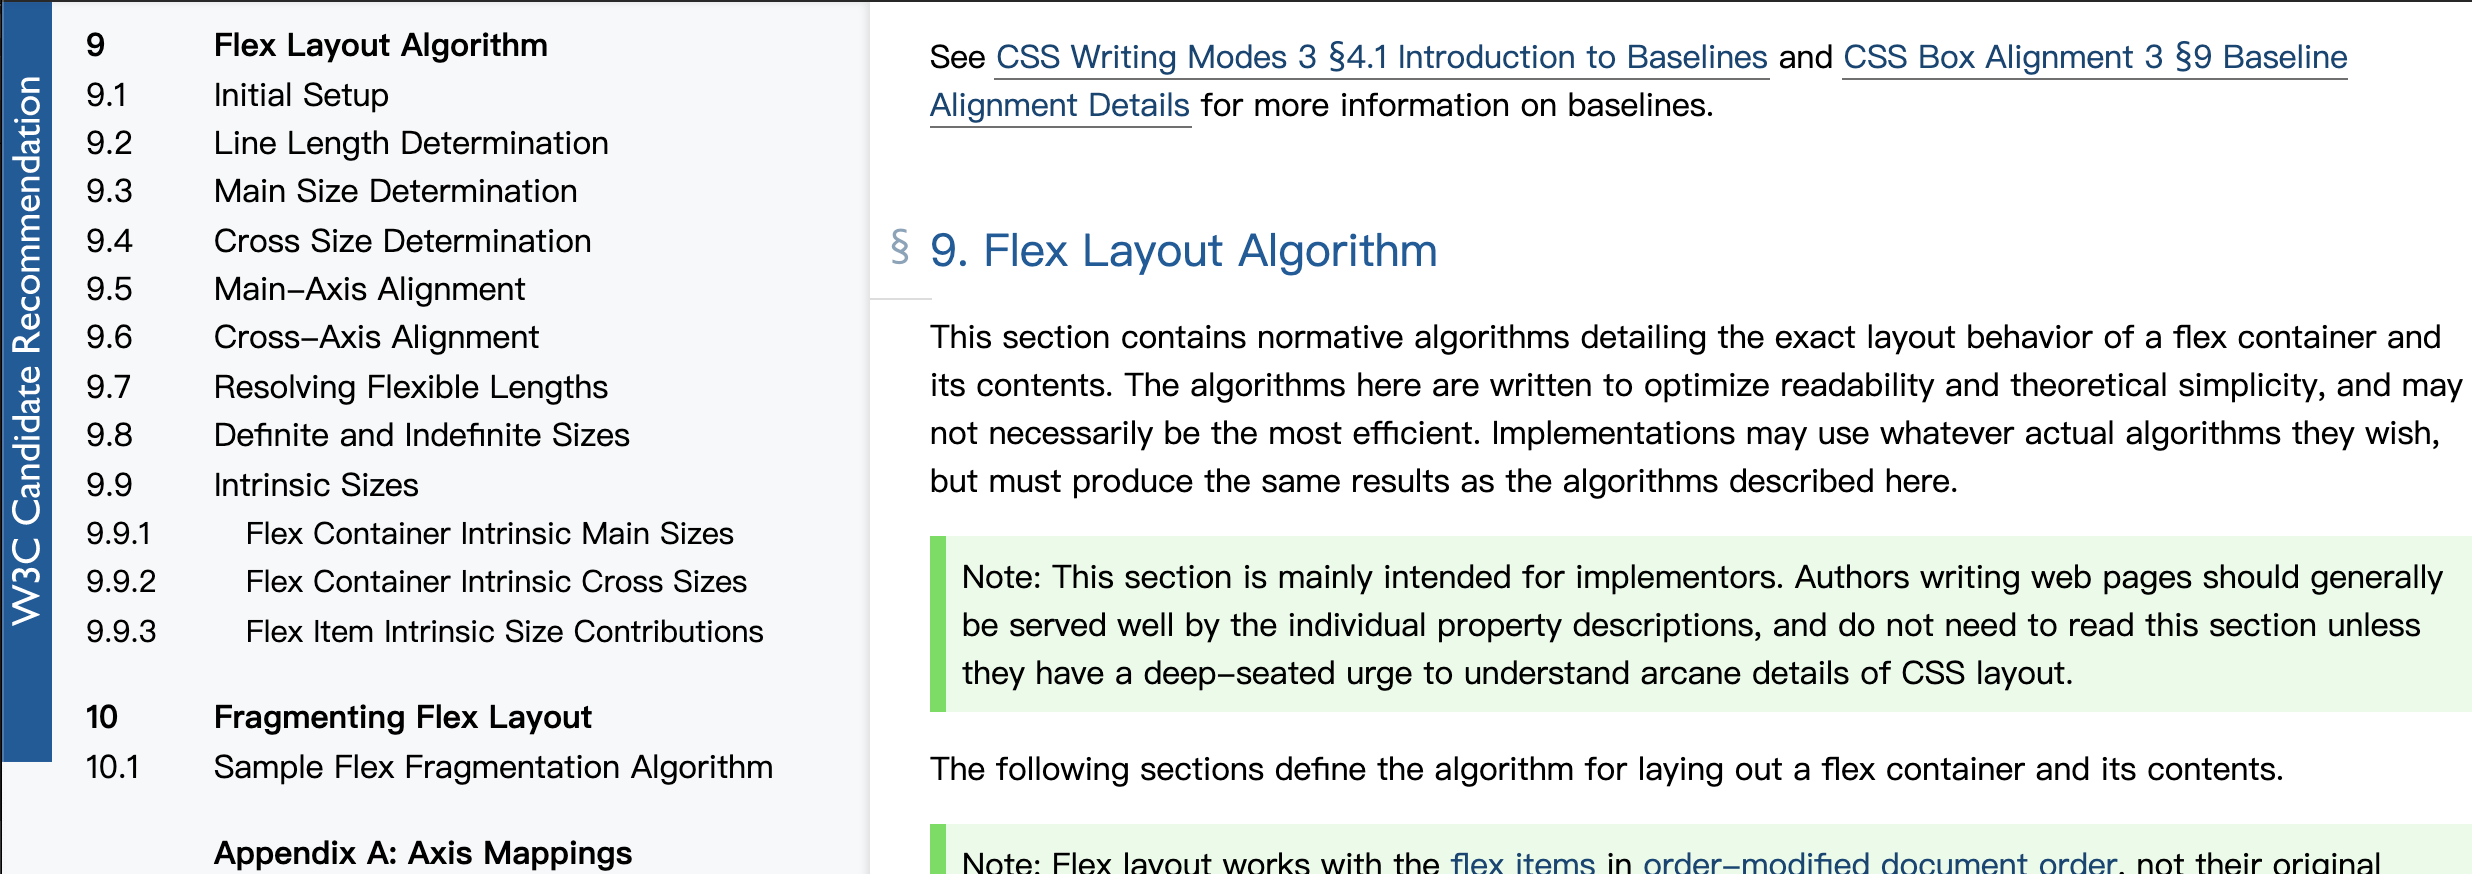 W3C Candidate Recommendation
9 Flex Layout Algorithm
9.1 Initial Setup
9.2 Line Length Determination
9.3 Main Size Determination
9.4 Cross Size Determination
9.5 Main–Axis Alignment
9.6 Cross–Axis Alignment
9.7 Resolving Flexible Lengths
9.8 Definite and Indefinite Sizes
9.9 Intrinsic Sizes
9.9.1 Flex Container Intrinsic Main Sizes
9.9.2 Flex Container Intrinsic Cross Sizes
9.9.3 Flex Item Intrinsic Size Contributions
10 Fragmenting Flex Layout
10.1 Sample Flex Fragmentation Algorithm
Appendix A: Axis Mappings
See CSS Writing Modes 3 §4.1 Introduction to Baselines and CSS Box Alignment 3 §9 Baseline
Alignment Details for more information on baselines.
§ 9. Flex Layout Algorithm
This section contains normative algorithms detailing the exact layout behavior of a flex container and
its contents. The algorithms here are written to optimize readability and theoretical simplicity, and may
not necessarily be the most efficient. Implementations may use whatever actual algorithms they wish,
but must produce the same results as the algorithms described here.
Note: This section is mainly intended for implementors. Authors writing web pages should generally
be served well by the individual property descriptions, and do not need to read this section unless
they have a deep–seated urge to understand arcane details of CSS layout.
The following sections define the algorithm for laying out a flex container and its contents.
Note: Flex layout works with the flex items in order–modified document order, not their original